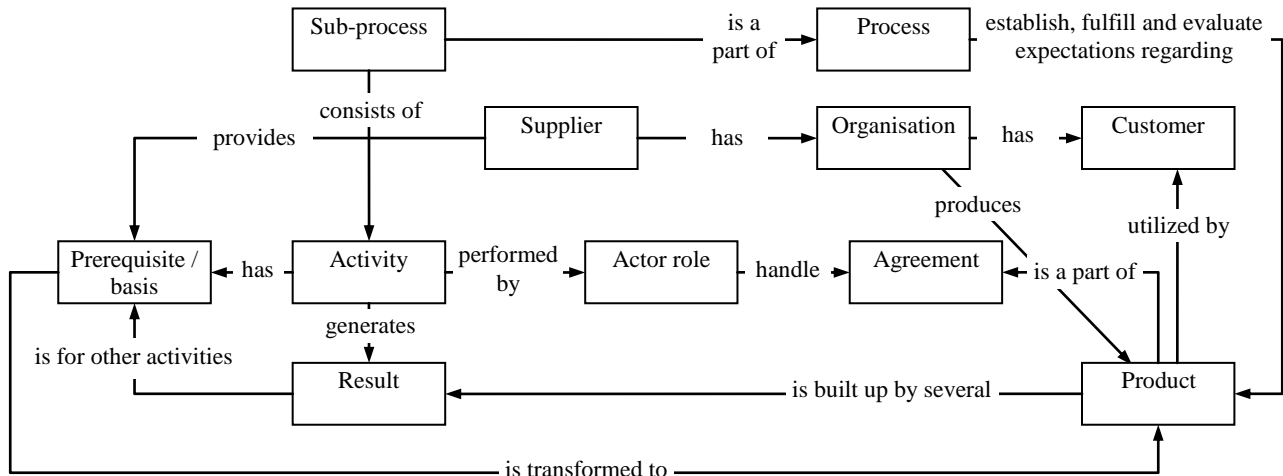 Sub-process
is a
part of
Process
establish, fulfill and evaluate
expectations regarding
consists of
provides
Supplier
has
Organisation
has
Customer
produces
utilized by
Prerequisite /
basis
has
Activity
performed
by
Actor role
handle
Agreement
is a part of
generates
is for other activities
Result
is built up by several
Product
is transformed to